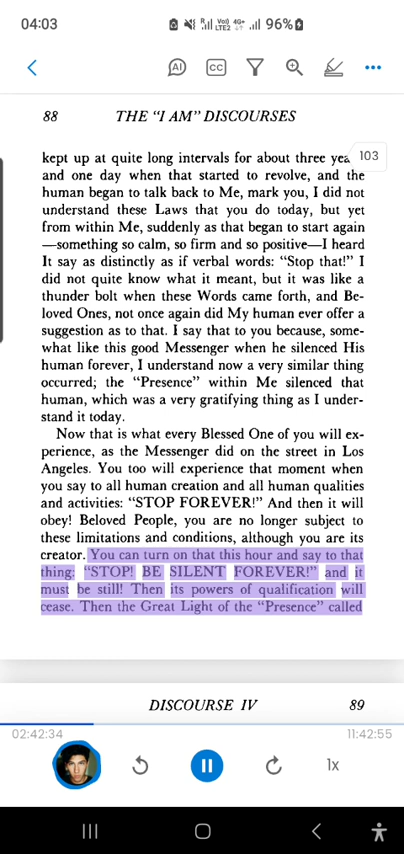 04:03
R Vo)) LTE2 4G+ 96%
AI CC
88 THE "I AM" DISCOURSES
103
kept up at quite long intervals for about three
and one day when that started to revolve, and the
human began to talk back to Me, mark you, I did not
understand these Laws that you do today, but yet
from within Me, suddenly as that began to start again
—something so calm, so firm and so positive—I heard
It say as distinctly as if verbal words: "Stop that!" I
did not quite know what it meant, but it was like a
thunder bolt when these Words came forth, and Be-
loved Ones, not once again did My human ever offer a
suggestion as to that. I say that to you because, some-
what like this good Messenger when he silenced His
human forever, I understand now a very similar thing
occurred; the "Presence" within Me silenced that
human, which was a very gratifying thing as I under-
stand it today.
Now that is what every Blessed One of you will ex-
perience, as the Messenger did on the street in Los
Angeles. You too will experience that moment when
you say to all human creation and all human qualities
and activities: "STOP FOREVER!" And then it will
obey! Beloved People, you are no longer subject to
these limitations and conditions, although you are its
creator. You can turn on that this hour and say to that
thing: "STOP! BE SILENT FOREVER!" and it
must be still! Then its powers of qualification will
cease. Then the Great Light of the "Presence" called
DISCOURSE IV 89
02:42:34 11:42:55
1x